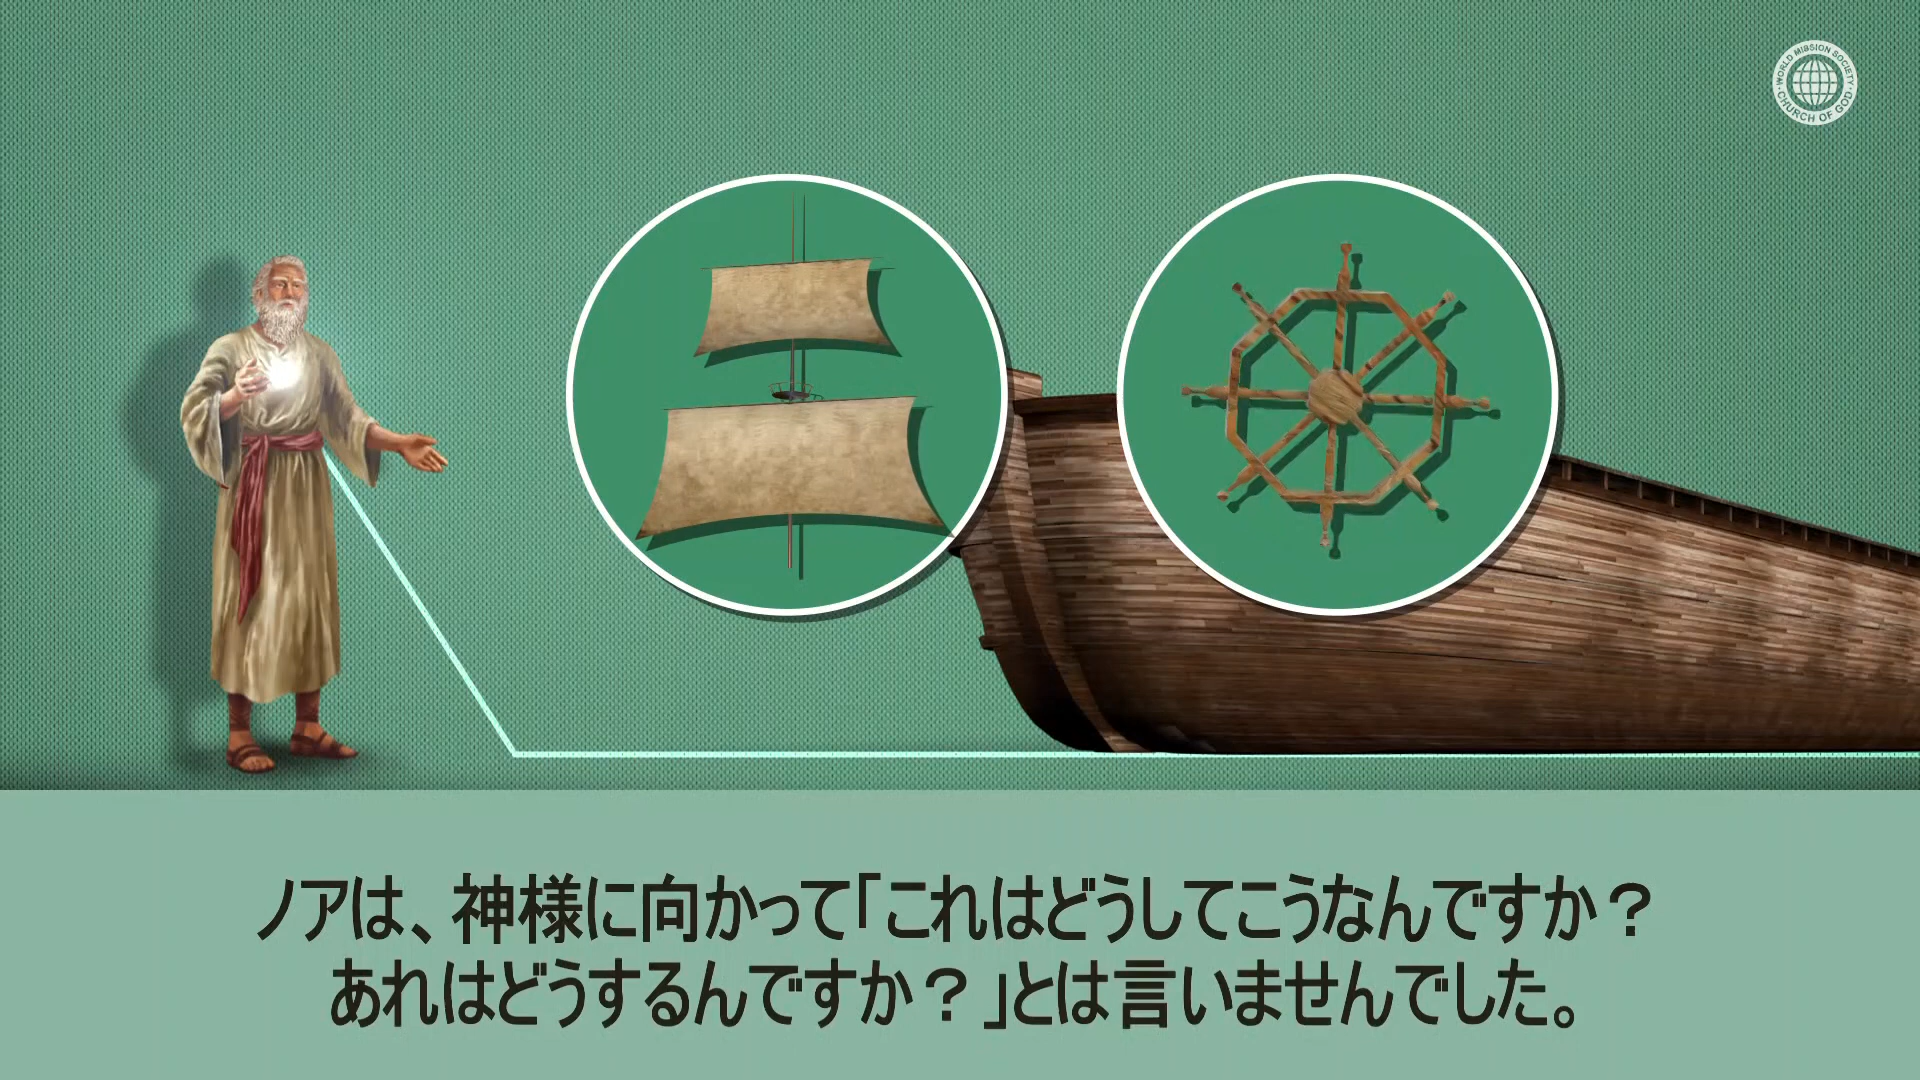 WORLD MISSION SOCIETY
CHURCH OF GOD
ノアは、神様に向かって「これはどうしてこうなんですか？
あれはどうするんですか？」とは言いませんでした。